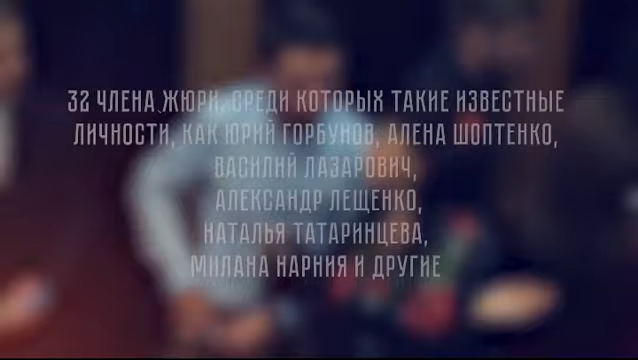 32 ЧЛЕНА ЖЮРИ, СРЕДИ КОТОРЫХ ТАКИЕ ИЗВЕСТНЫЕ
ЛИЧНОСТИ, КАК ЮРИЙ ГОРБУНОВ, АЛЕНА ШОПТЕНКО,
ВАСИЛИЙ ЛАЗАРОВИЧ,
АЛЕКСАНДР ЛЕЩЕНКО,
НАТАЛЬЯ ТАТАРИНЦЕВА,
МИЛАНА НАРНИЯ И ДРУГИЕ